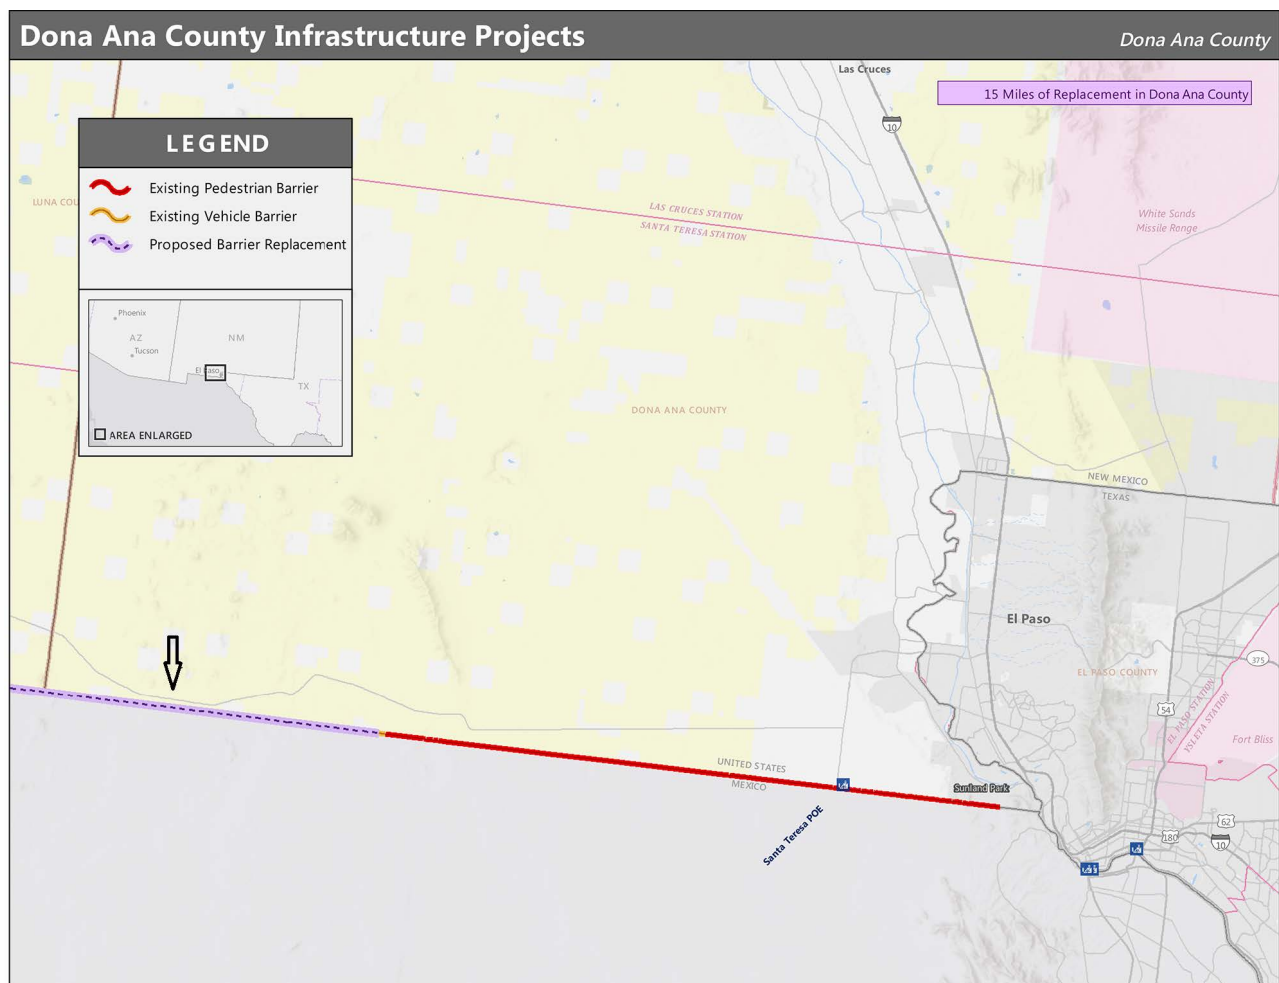 Dona Ana County Infrastructure Projects
Dona Ana County
Las Cruces
15 Miles of Replacement in Dona Ana County
10
LEGEND
Existing Pedestrian Barrier
Existing Vehicle Barrier
Proposed Barrier Replacement
LUNA COU
LAS CRUCES STATION
SANTA TERESA STATION
White Sands
Missile Range
Phoenix
AZ
NM
Tucson
El Paso
TX
AREA ENLARGED
DONA ANA COUNTY
NEW MEXICO
TEXAS
El Paso
375
EL PASO COUNTY
54
EL PASO STATION
YSLETA STATION
Fort Bliss
UNITED STATES
MEXICO
Sunland Park
Santa Teresa POE
62
180
10